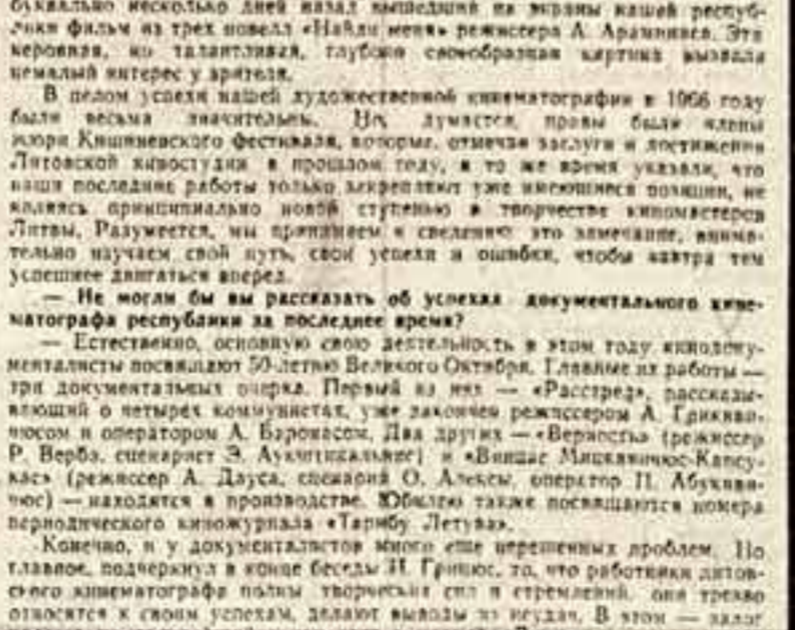 буквально несколько дней назад вышедший на экраны нашей респуб-
лики фильм из трех новелл «Найди меня» режиссера А. Араминаса. Эта
неровная, но талантливая, глубоко своеобразная картина вызвала
немалый интерес у зрителя.
В целом успехи нашей художественной кинематографии в 1966 году
были весьма значительны. Но, думается, правы были члены
жюри Кишиневского фестиваля, которые, отмечая заслуги и достижения
Литовской киностудии в прошлом году, в то же время указали, что
наши последние работы только закрепляют уже имеющиеся позиции, не
являясь принципиально новой ступенью в творчестве киномастеров
Литвы. Разумеется, мы принимаем к сведению это замечание, внима-
тельно изучаем свой путь, свои успехи и ошибки, чтобы завтра тем
успешнее двигаться вперед.
— Не могли бы вы рассказать об успехах документального кине-
матографа республики за последнее время?
— Естественно, основную свою деятельность в этом году кинодоку-
менталисты посвящают 50-летию Великого Октября. Главные их работы —
три документальных очерка. Первый из них — «Расстрел», рассказы-
вающий о четырех коммунистах, уже закончен режиссером А. Грикяви-
чюсом и оператором А. Баронасом. Два других — «Верность» (режиссер
Р. Верба, сценарист Э.) и «Винцас Мицкявичюс-Капсу-
кас» (режиссер А. Дауса, сценарий О. Алексы, оператор П. Абукяви-
чюс) — находятся в производстве. Юбилею также посвящаются номера
периодического киножурнала «Тарибу Летува».
Конечно, и у документалистов много еще нерешенных проблем. Но
главное, подчеркнул в конце беседы И. Грицюс, то, что работники литов-
ского кинематографа полны творческих сил и стремлений, они трезво
относятся к своим успехам, делают выводы из неудач. В этом — залог